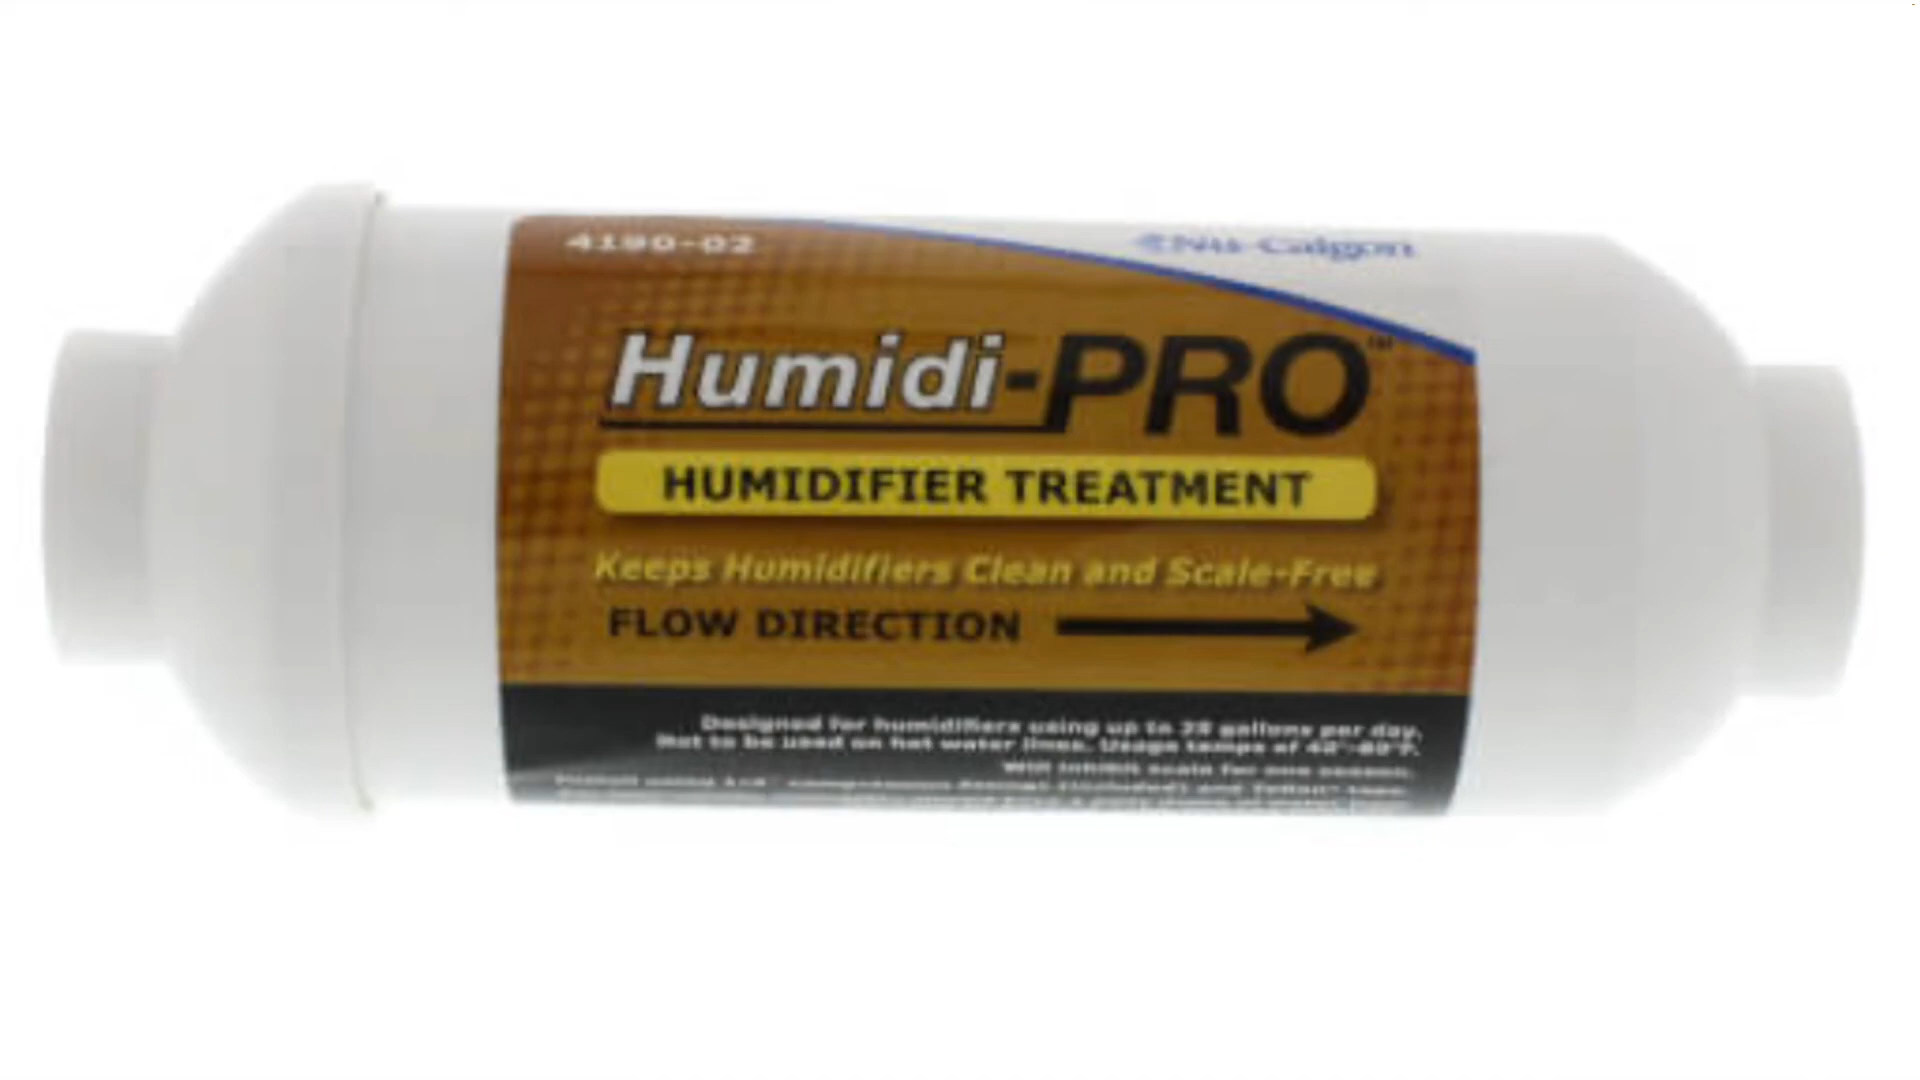 4190-02
Nu-Calgon
Humidi-PRO™
HUMIDIFIER TREATMENT
Keeps Humidifiers Clean and Scale-Free
FLOW DIRECTION
Designed for humidifiers using up to gallons per day.
Not to be used on hot water lines. Usage temps of
Will inhibit scale for one season.